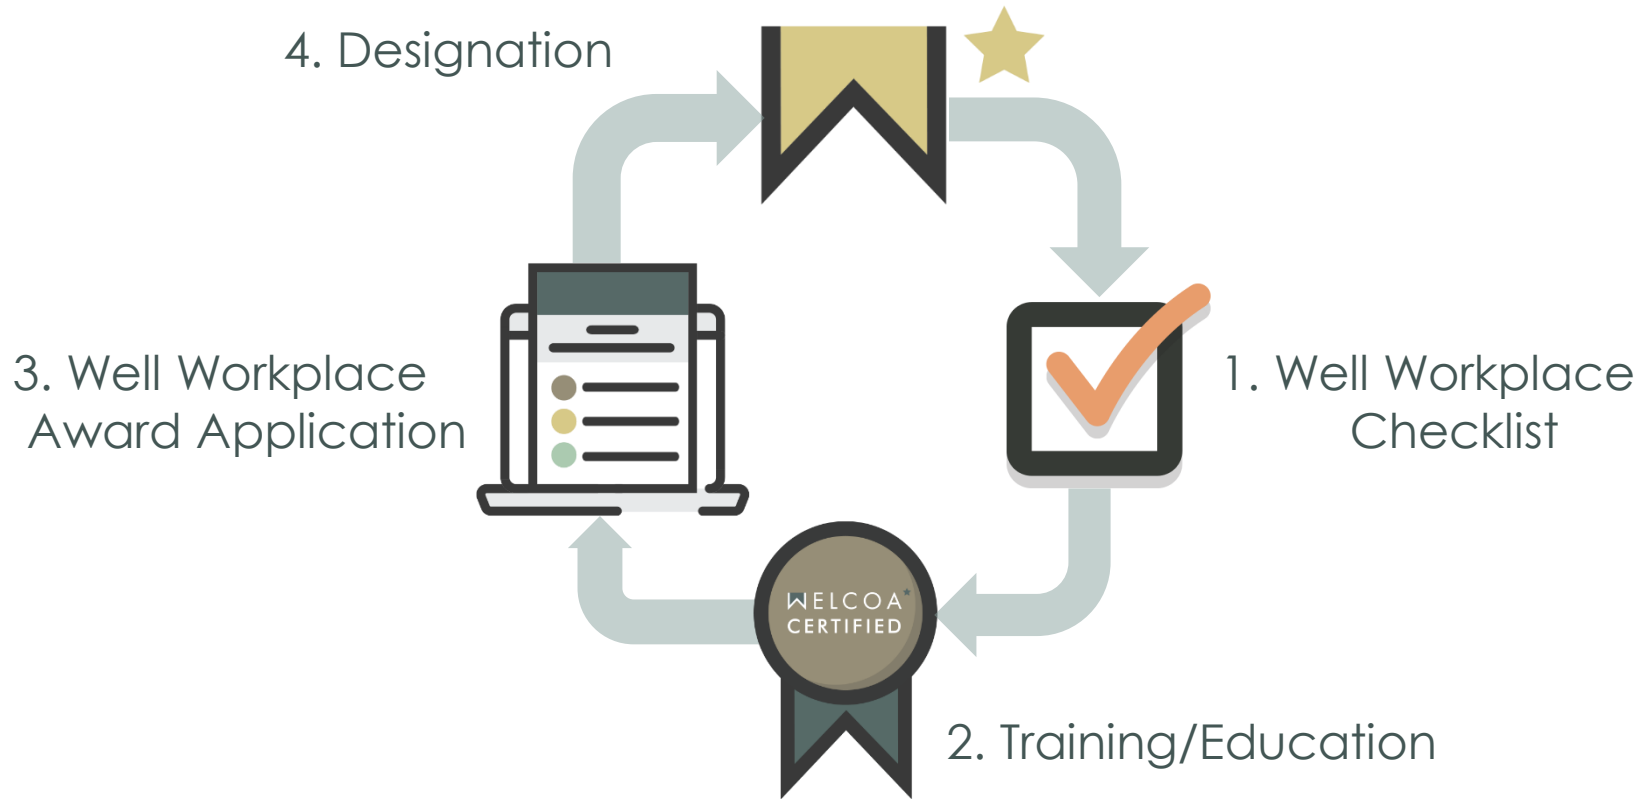 4. Designation
3. Well Workplace
Award Application
1. Well Workplace
Checklist
WELCOA
CERTIFIED
2. Training/Education